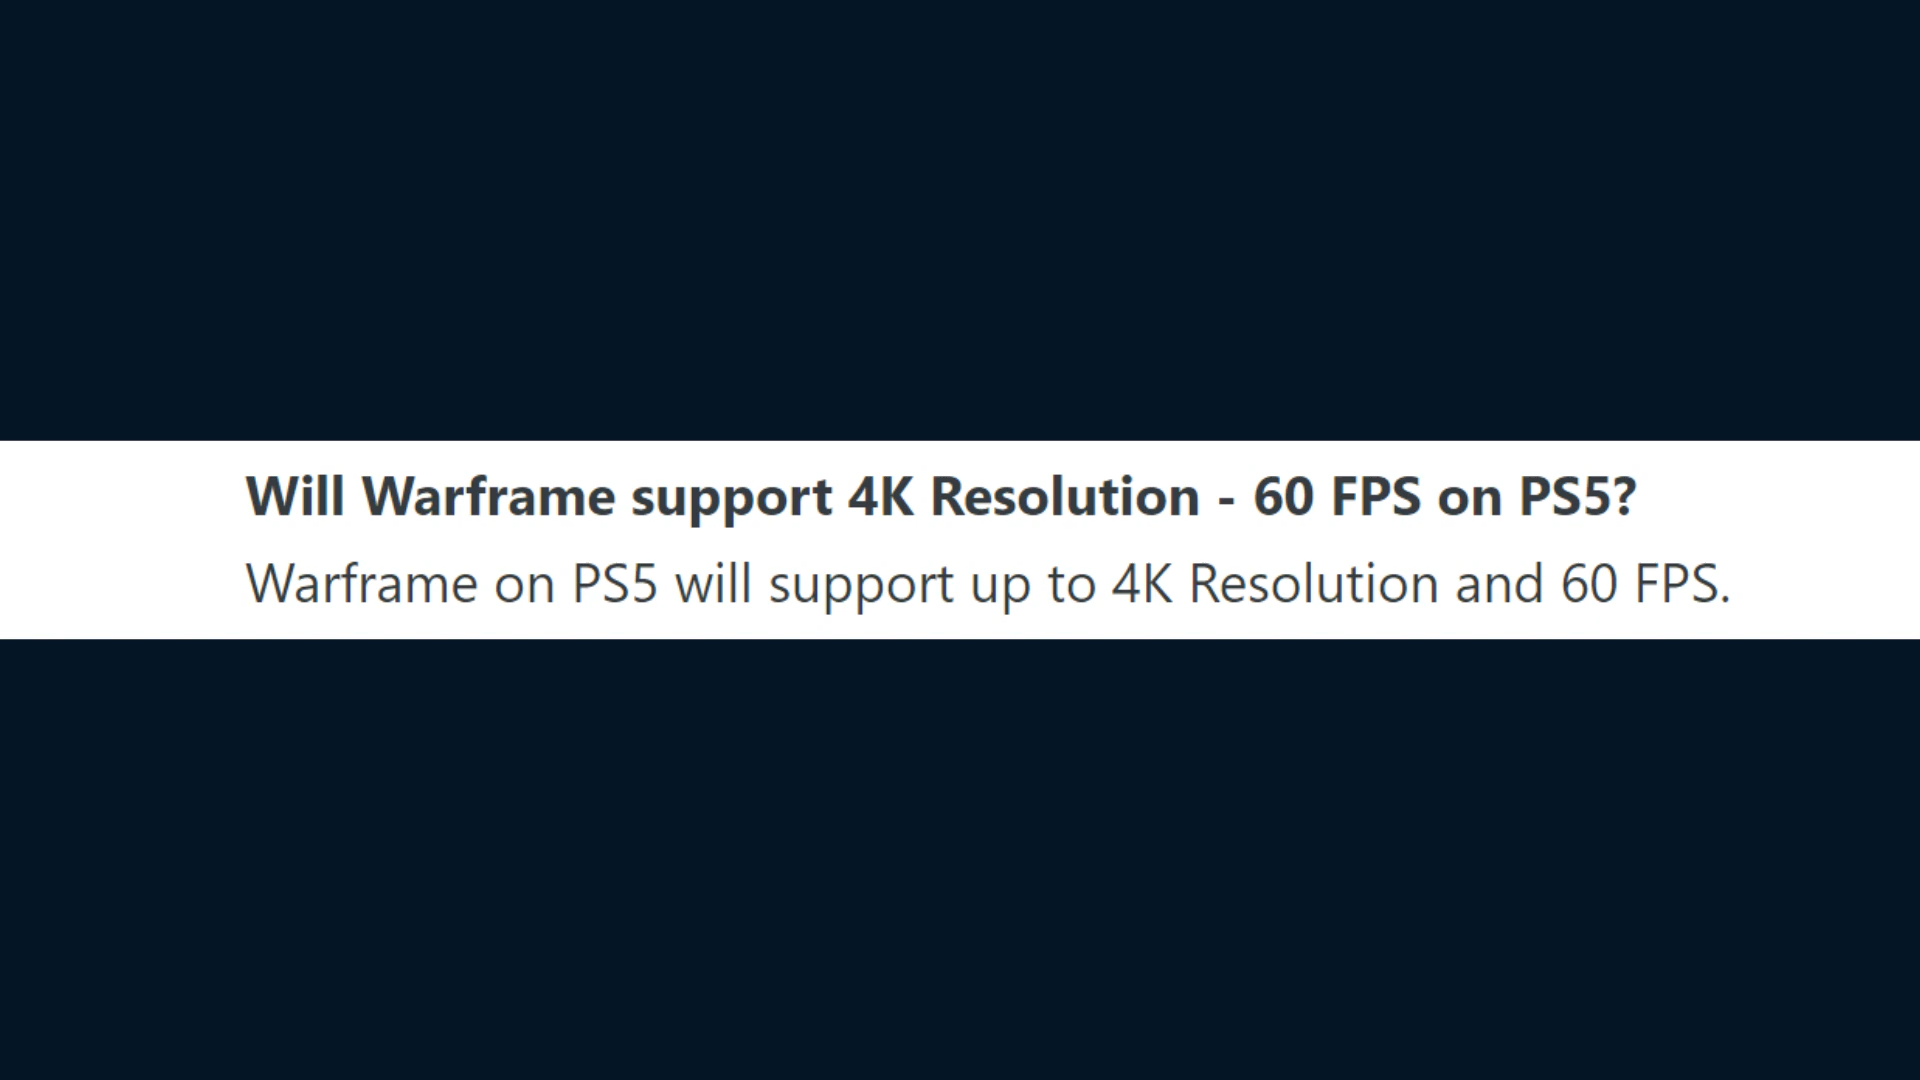 Will Warframe support 4K Resolution - 60 FPS on PS5?
Warframe on PS5 will support up to 4K Resolution and 60 FPS.